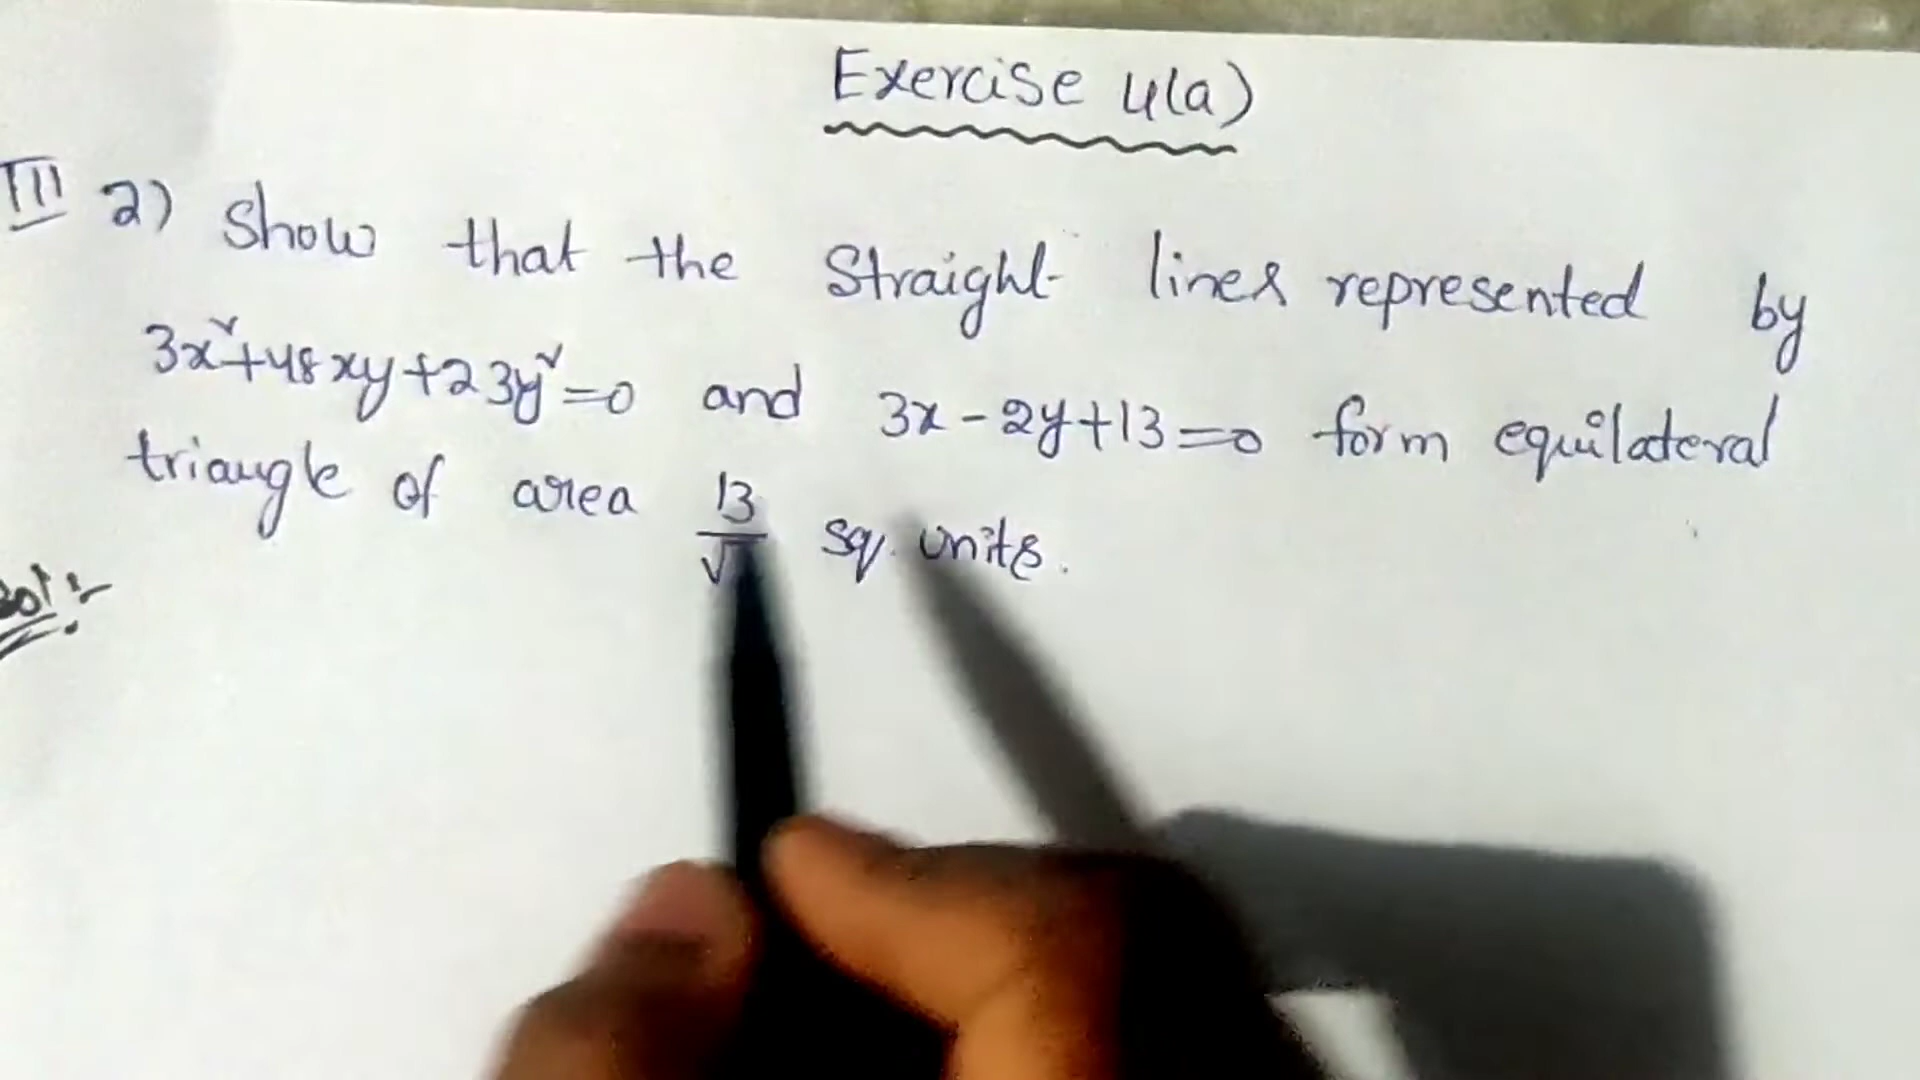 Exercise 4(a)
III 2) Show that the Straight lines represented by
3x²+48xy+23y²=0 and 3x-2y+13=0 form equilateral
triangle of area 13/√ sq. units.
Sol:-